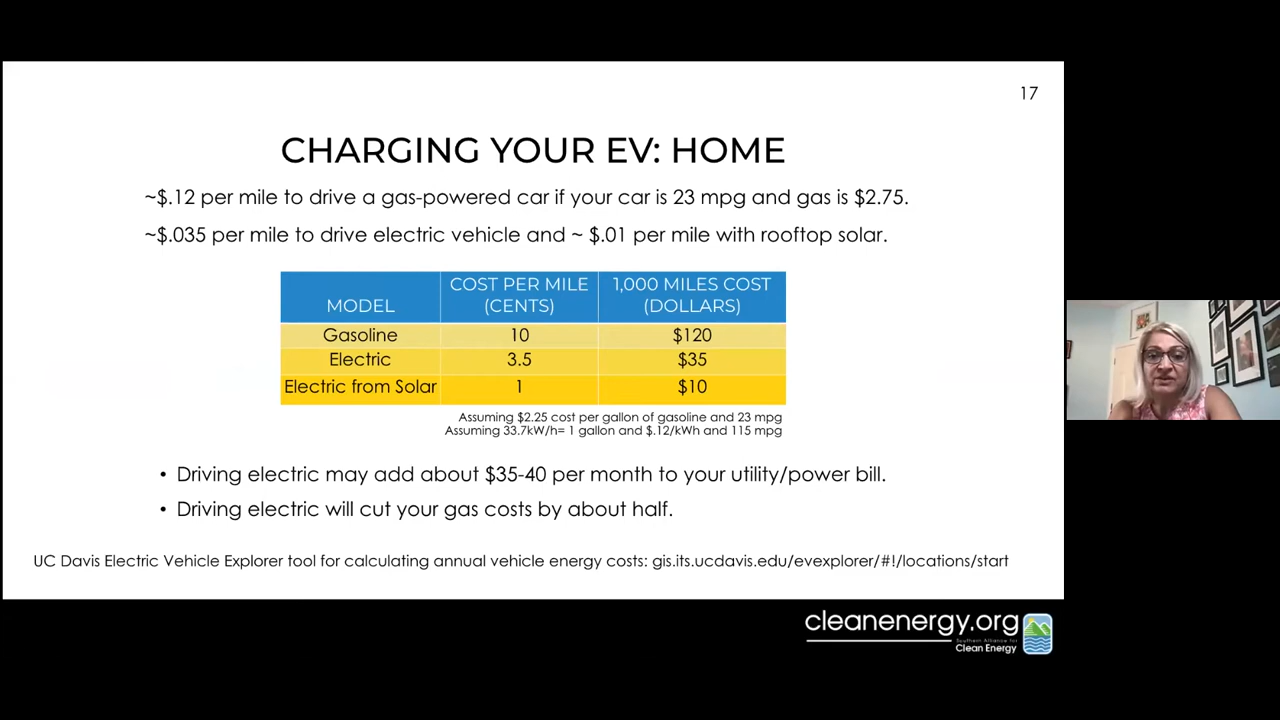 17
CHARGING YOUR EV: HOME
~$.12 per mile to drive a gas-powered car if your car is 23 mpg and gas is $2.75.
~$.035 per mile to drive electric vehicle and ~ $.01 per mile with rooftop solar.
MODEL COST PER MILE (CENTS) 1,000 MILES COST (DOLLARS)
Gasoline 10 $120
Electric 3.5 $35
Electric from Solar 1 $10
Assuming $2.25 cost per gallon of gasoline and 23 mpg
Assuming 33.7kW/h= 1 gallon and $.12/kWh and 115 mpg
• Driving electric may add about $35-40 per month to your utility/power bill.
• Driving electric will cut your gas costs by about half.
UC Davis Electric Vehicle Explorer tool for calculating annual vehicle energy costs: gis.its.ucdavis.edu/evexplorer/#!/locations/start
cleanenergy.org
Southern Alliance for
Clean Energy